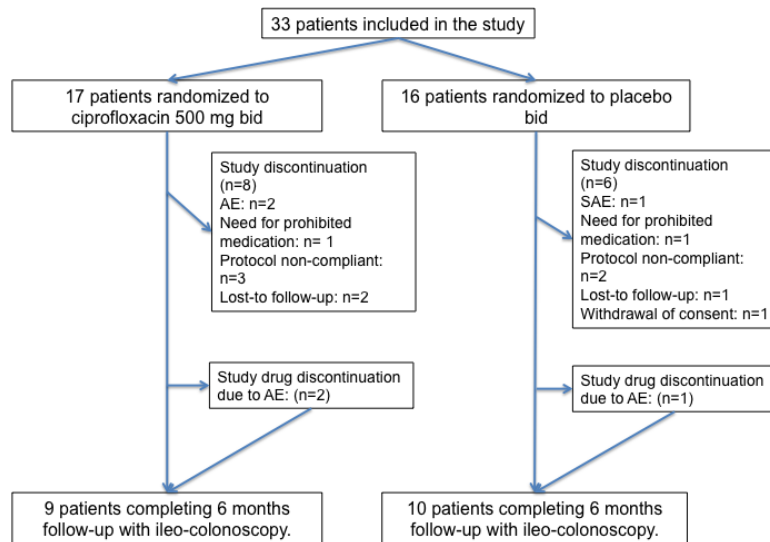 33 patients included in the study
17 patients randomized to
ciprofloxacin 500 mg bid
16 patients randomized to placebo
bid
Study discontinuation
(n=8)
AE: n=2
Need for prohibited
medication: n= 1
Protocol non-compliant:
n=3
Lost-to follow-up: n=2
Study discontinuation
(n=6)
SAE: n=1
Need for prohibited
medication: n=1
Protocol non-compliant:
n=2
Lost-to follow-up: n=1
Withdrawal of consent: n=1
Study drug discontinuation
due to AE: (n=2)
Study drug discontinuation
due to AE: (n=1)
9 patients completing 6 months
follow-up with ileo-colonoscopy.
10 patients completing 6 months
follow-up with ileo-colonoscopy.